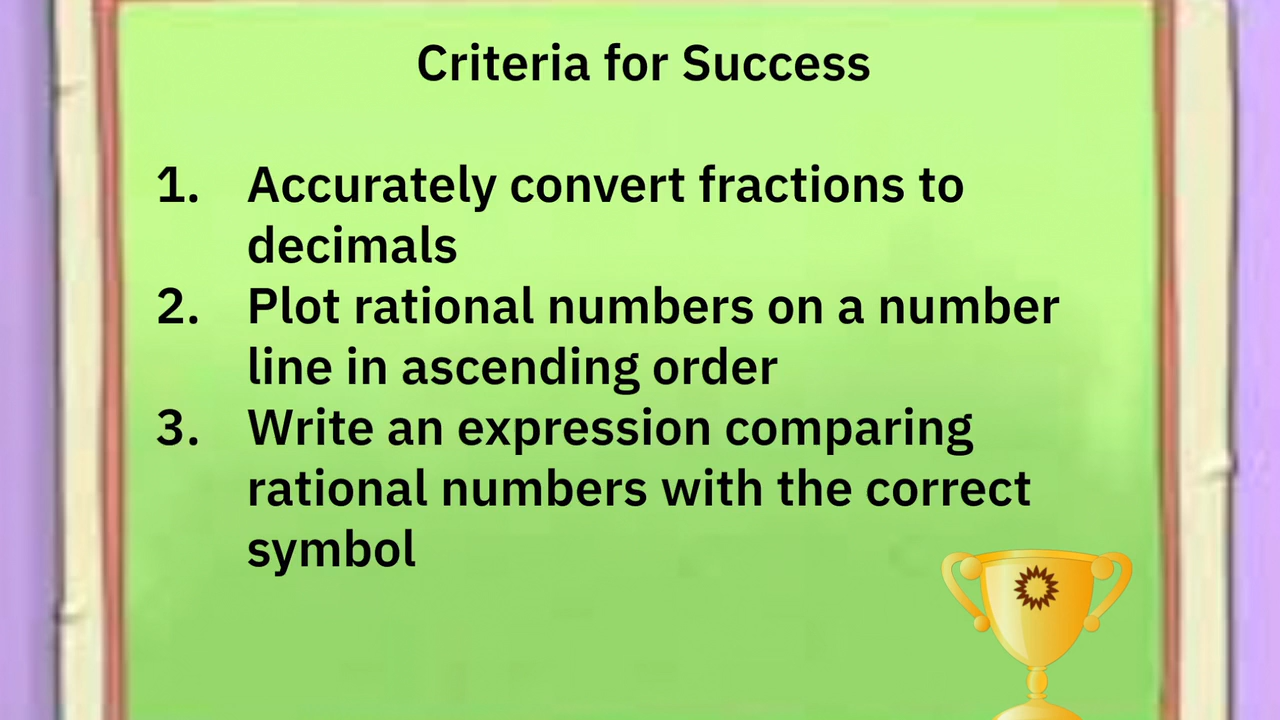 Criteria for Success
1. Accurately convert fractions to
decimals
2. Plot rational numbers on a number
line in ascending order
3. Write an expression comparing
rational numbers with the correct
symbol